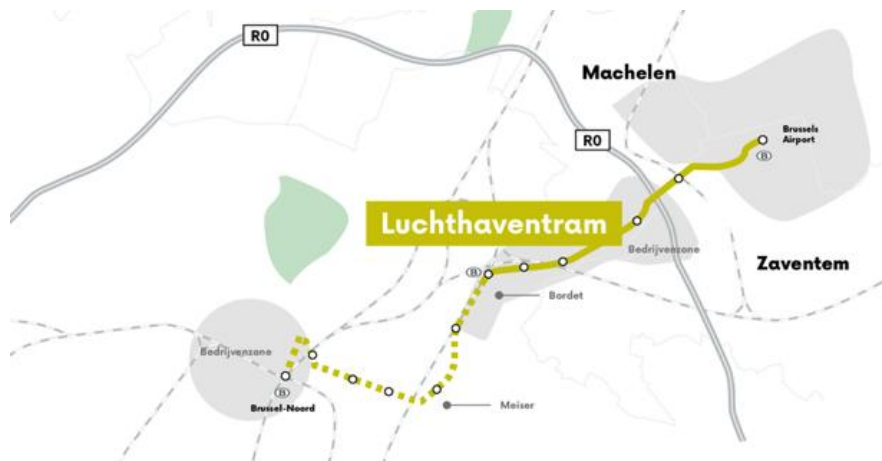 R0
Machelen
Brussels
Airport
B
R0
Luchthaventram
Bedrijvenzone
Zaventem
B
Bordet
Bedrijvenzone
B
Brussel-Noord
Meiser